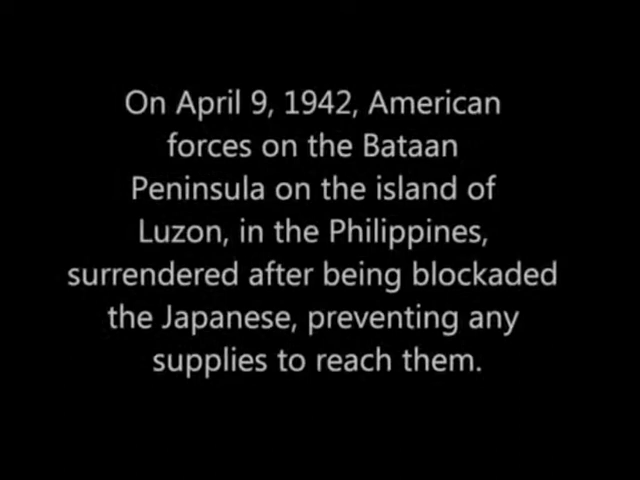 On April 9, 1942, American
forces on the Bataan
Peninsula on the island of
Luzon, in the Philippines,
surrendered after being blockaded
the Japanese, preventing any
supplies to reach them.